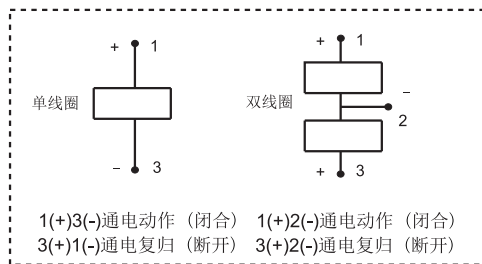 + 1
单线圈
− 3
+ 1
双线圈
−
2
+ 3
1(+)3(-)通电动作（闭合）
3(+)1(-)通电复归（断开）
1(+)2(-)通电动作（闭合）
3(+)2(-)通电复归（断开）